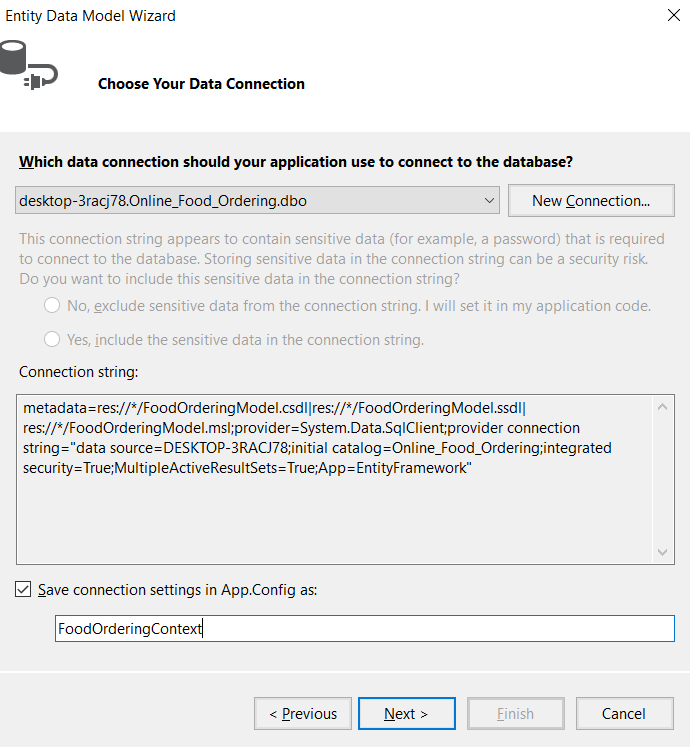 Entity Data Model Wizard
Choose Your Data Connection
Which data connection should your application use to connect to the database?
desktop-3racj78.Online_Food_Ordering.dbo
New Connection...
This connection string appears to contain sensitive data (for example, a password) that is required
to connect to the database. Storing sensitive data in the connection string can be a security risk.
Do you want to include this sensitive data in the connection string?
No, exclude sensitive data from the connection string. I will set it in my application code.
Yes, include the sensitive data in the connection string.
Connection string:
metadata=res://*/FoodOrderingModel.csdl|res://*/FoodOrderingModel.ssdl|
res://*/FoodOrderingModel.msl;provider=System.Data.SqlClient;provider connection
string="data source=DESKTOP-3RACJ78;initial catalog=Online_Food_Ordering;integrated
security=True;MultipleActiveResultSets=True;App=EntityFramework"
Save connection settings in App.Config as:
FoodOrderingContext
< Previous
Next >
Finish
Cancel